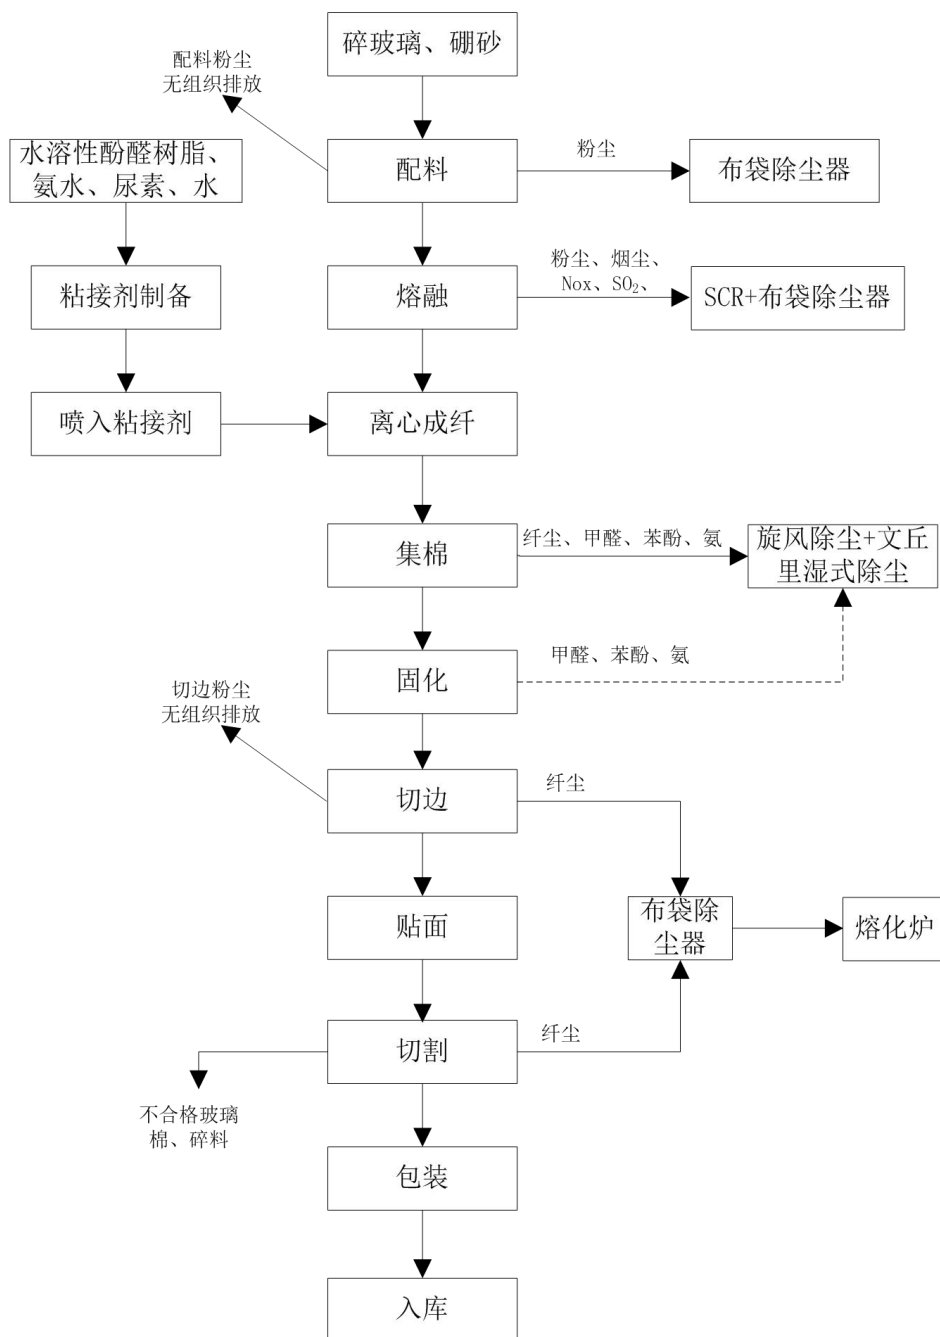 碎玻璃、硼砂
配料粉尘
无组织排放
水溶性酚醛树脂、
氨水、尿素、水
配料
粉尘
布袋除尘器
粘接剂制备
熔融
粉尘、烟尘、
Nox、SO₂、
SCR+布袋除尘器
喷入粘接剂
离心成纤
集棉
纤尘、甲醛、苯酚、氨
旋风除尘+文丘
里湿式除尘
固化
甲醛、苯酚、氨
切边粉尘
无组织排放
切边
纤尘
贴面
布袋除
尘器
熔化炉
切割
纤尘
不合格玻璃
棉、碎料
包装
入库